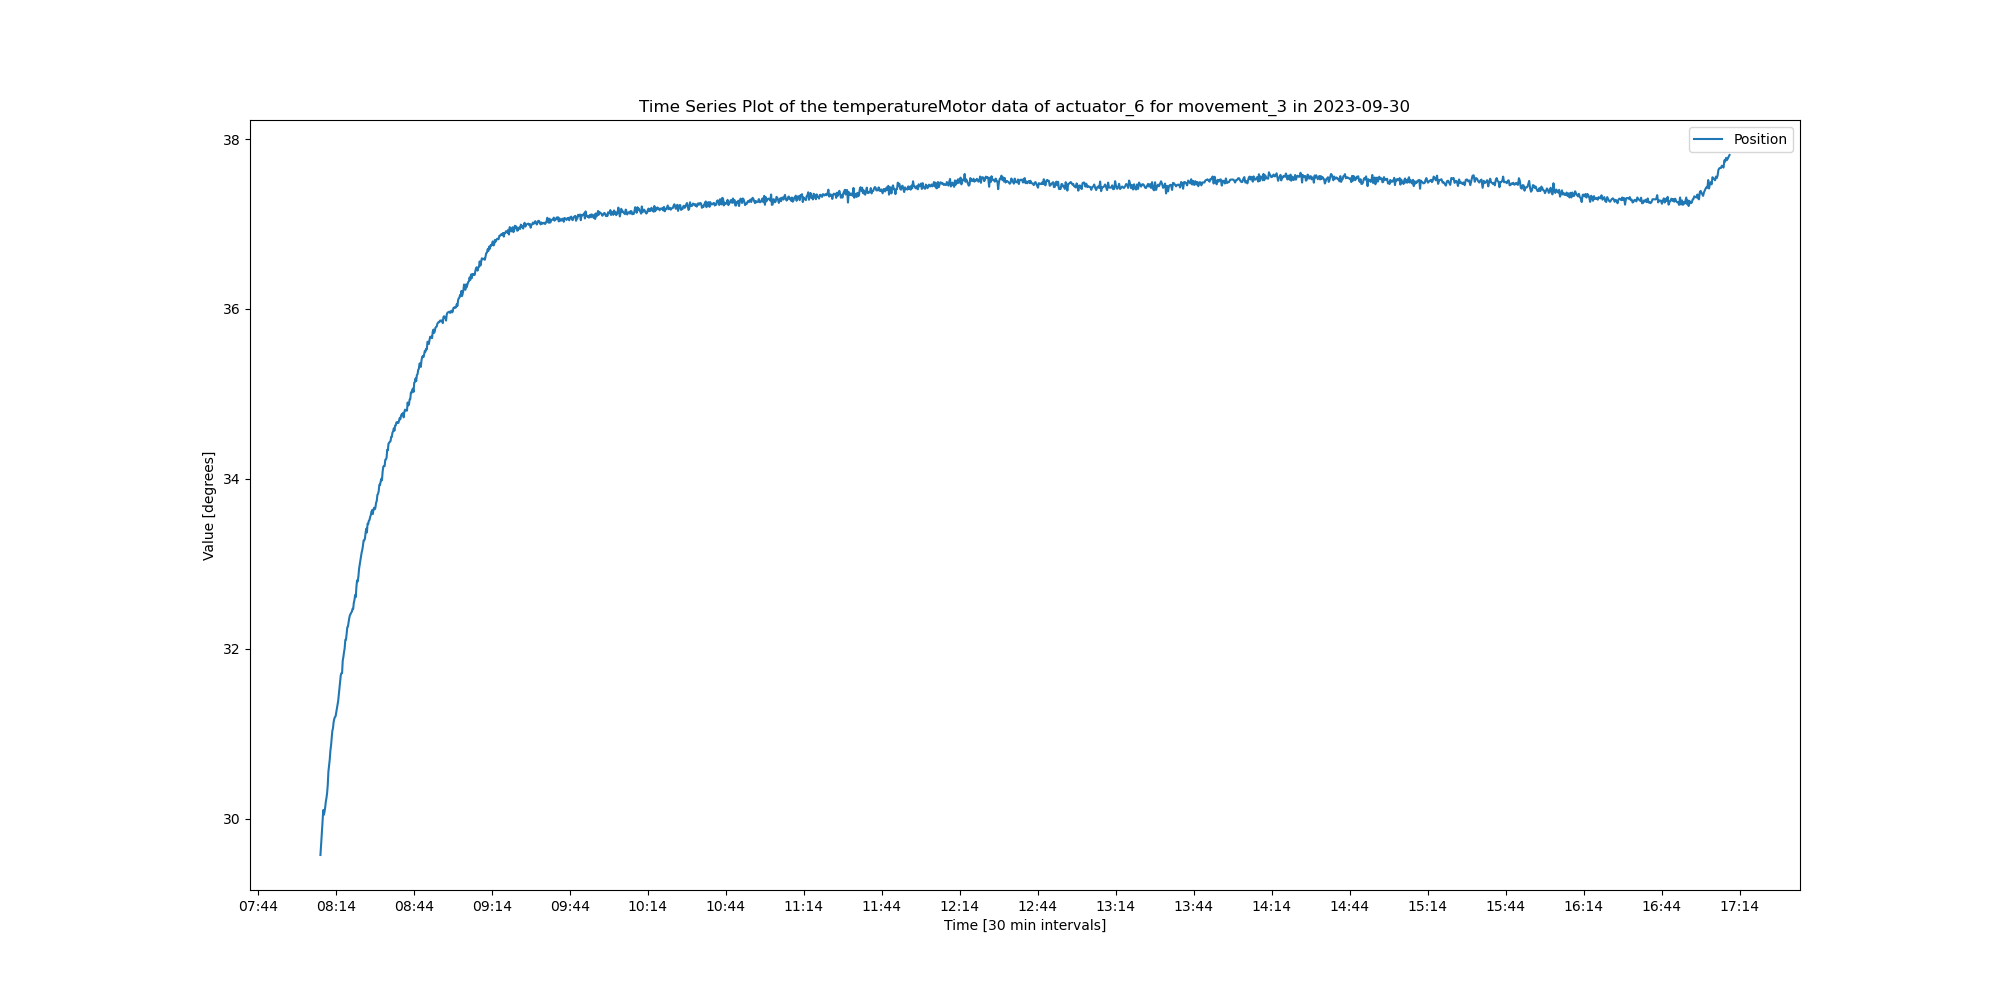 Time Series Plot of the temperatureMotor data of actuator_6 for movement_3 in 2023-09-30
Position
38
36
34
32
30
Value [degrees]
07:44 08:14 08:44 09:14 09:44 10:14 10:44 11:14 11:44 12:14 12:44 13:14 13:44 14:14 14:44 15:14 15:44 16:14 16:44 17:14
Time [30 min intervals]